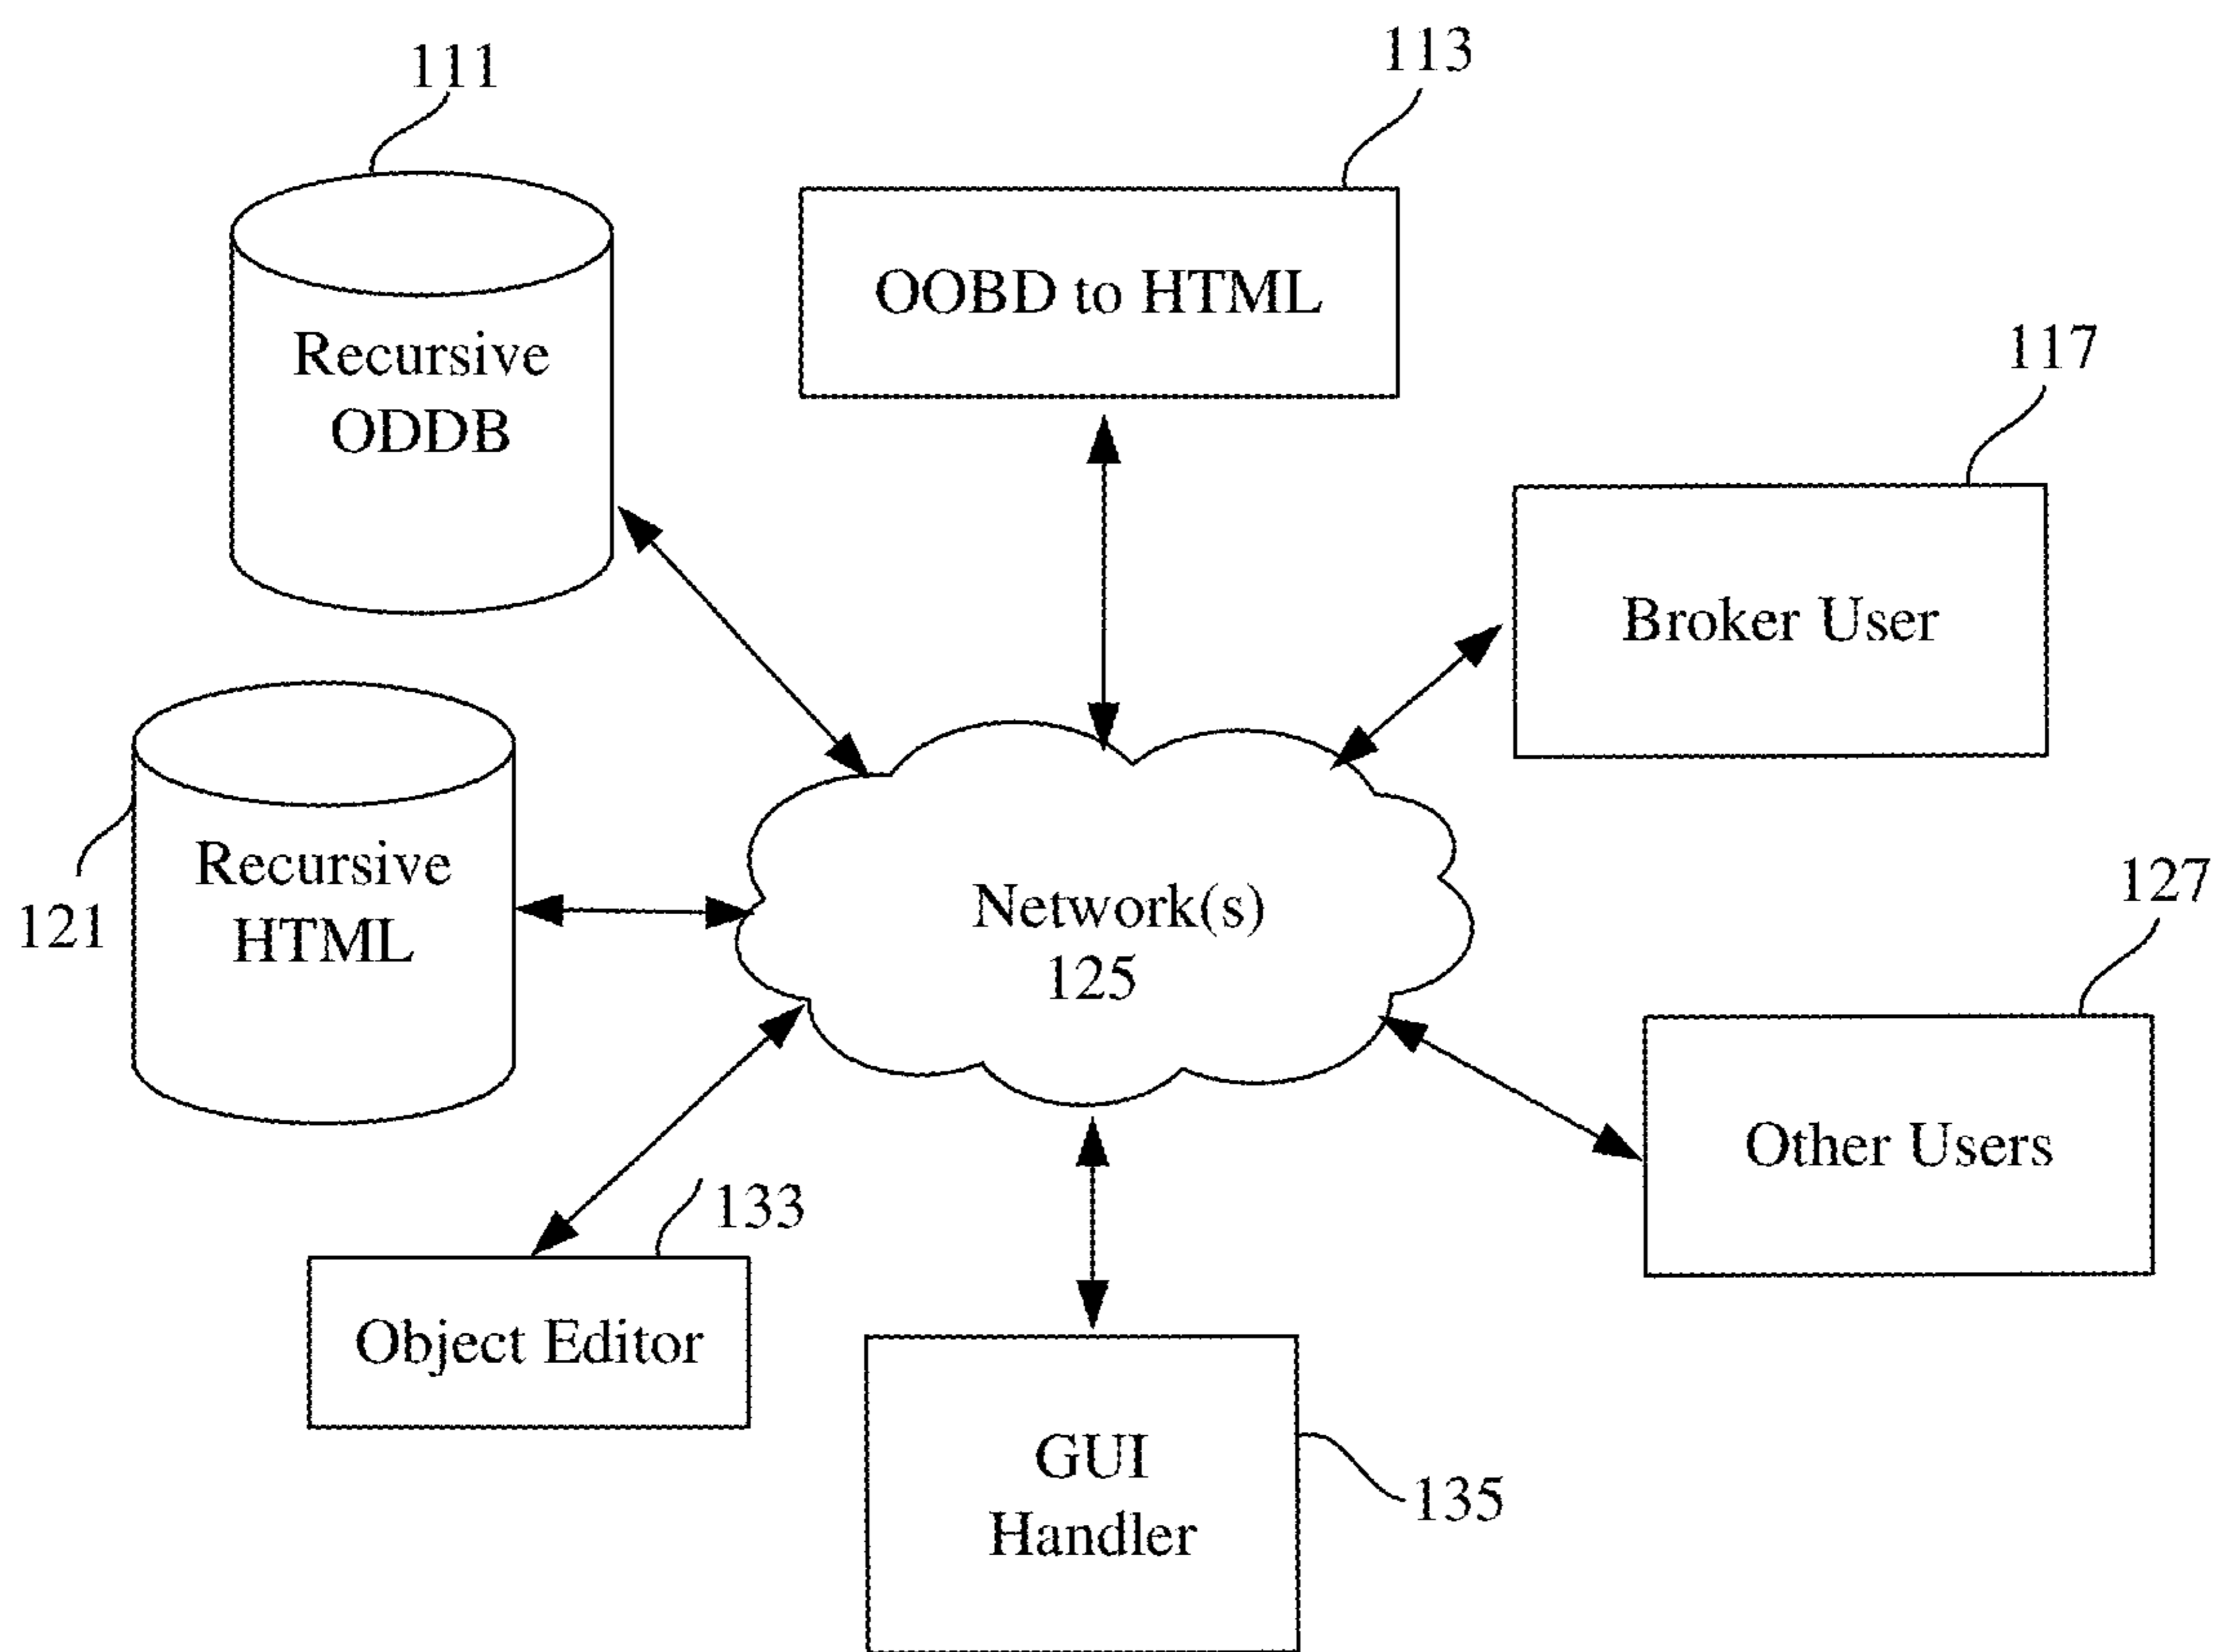 111
113
Recursive
ODDB
OOBD to HTML
117
Broker User
121
Recursive
HTML
Network(s)
125
127
Other Users
133
Object Editor
GUI
Handler
135